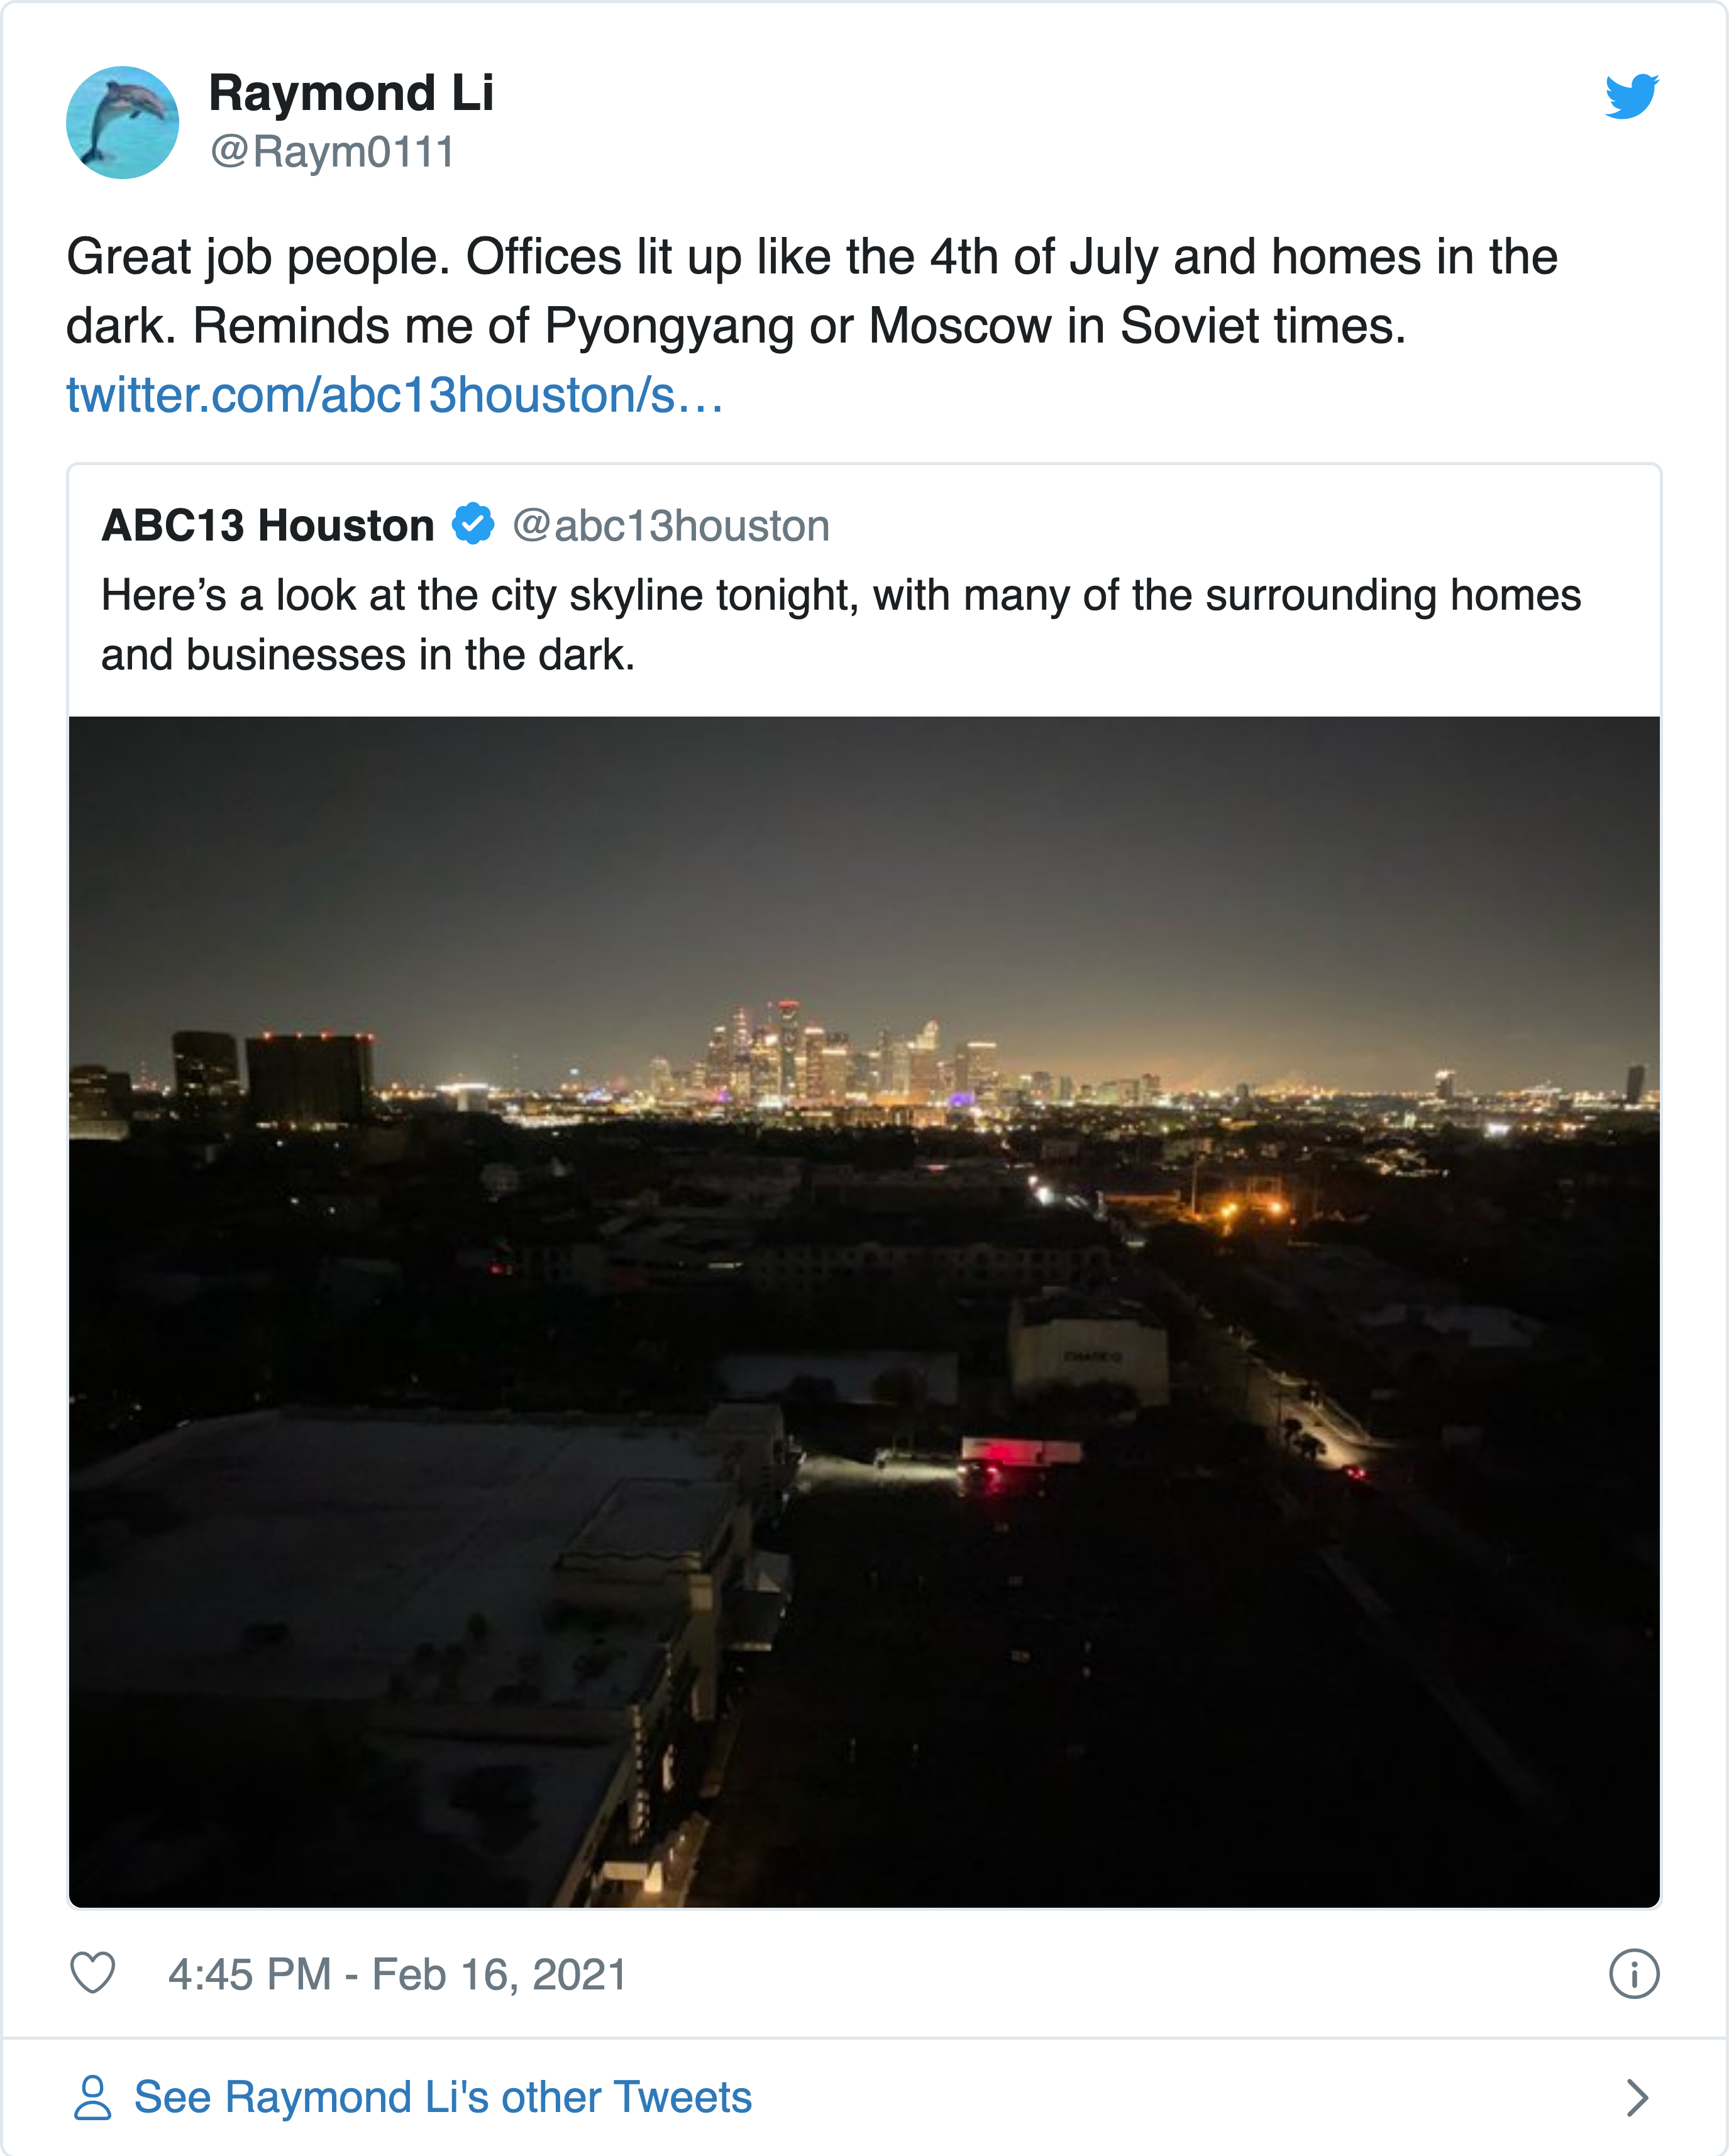 Raymond Li
@Raym0111
Great job people. Offices lit up like the 4th of July and homes in the
dark. Reminds me of Pyongyang or Moscow in Soviet times.
twitter.com/abc13houston/s…
ABC13 Houston @abc13houston
Here’s a look at the city skyline tonight, with many of the surrounding homes
and businesses in the dark.
CHASE
4:45 PM - Feb 16, 2021
See Raymond Li's other Tweets